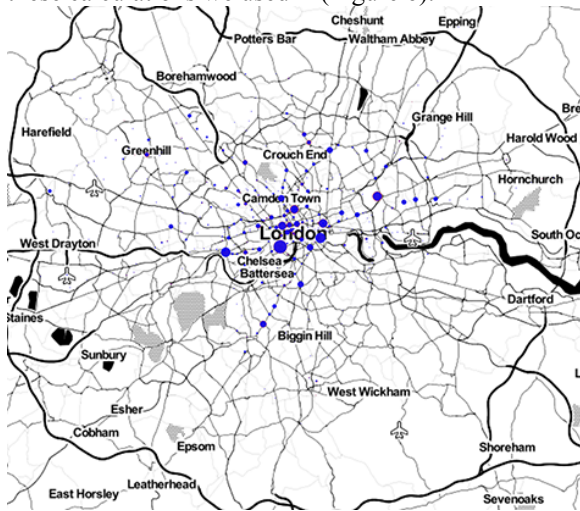 Cheshunt
Epping
Potters Bar
Waltham Abbey
Borehamwood
Harefield
Grange Hill
Greenhill
Crouch End
Harold Wood
Hornchurch
Camden Town
London
South Oc
West Drayton
Chelsea
Battersea
Dartford
Staines
Biggin Hill
Sunbury
West Wickham
Esher
Cobham
Epsom
Shoreham
Leatherhead
East Horsley
Sevenoaks